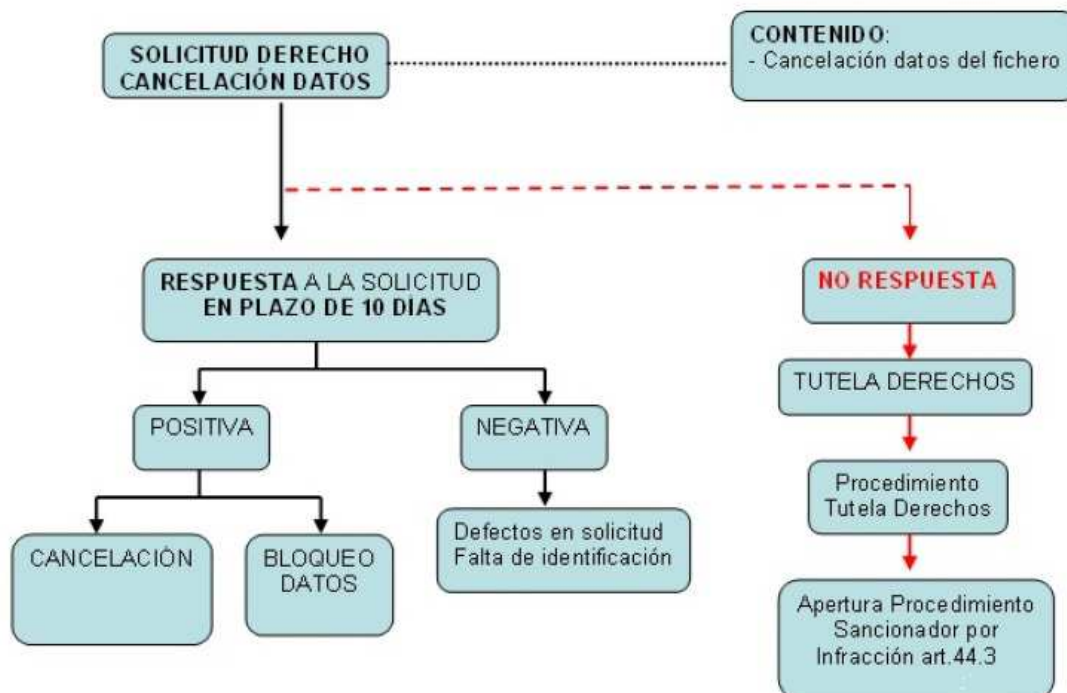 SOLICITUD DERECHO
CANCELACIÓN DATOS
CONTENIDO:
- Cancelación datos del fichero
RESPUESTA A LA SOLICITUD
EN PLAZO DE 10 DÍAS
NO RESPUESTA
TUTELA DERECHOS
POSITIVA
NEGATIVA
Procedimiento
Tutela Derechos
CANCELACIÓN
BLOQUEO
DATOS
Defectos en solicitud
Falta de identificación
Apertura Procedimiento
Sancionador por
Infracción art.44.3